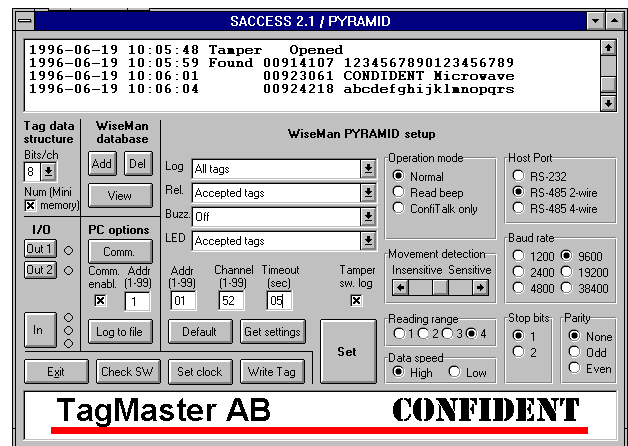 SACCESS 2.1 / PYRAMID
1996-06-19 10:05:48 Tamper Opened
1996-06-19 10:05:59 Found 00914107 1234567890123456789
1996-06-19 10:06:01 00923061 CONDIDENT Microwave
1996-06-19 10:06:04 00924218 abcdefghijklmnopqrs
Tag data structure
Bits/ch
8
Num (Mini memory)
WiseMan database
Add Del
View
WiseMan PYRAMID setup
Log All tags
Rel. Accepted tags
Buzz. Off
LED Accepted tags
Operation mode
Normal
Read beep
ConfiTalk only
Host Port
RS-232
RS-485 2-wire
RS-485 4-wire
I/O
Out 1
Out 2
In
PC options
Comm.
Comm. enabl.
Addr (1-99)
1
Log to file
Addr (1-99)
01
Channel (1-99)
52
Timeout (sec)
05
Tamper sw. log
Default
Get settings
Movement detection
Insensitive Sensitive
Baud rate
1200 9600
2400 19200
4800 38400
Reading range
1 2 3 4
Data speed
High Low
Stop bits
1
2
Parity
None
Odd
Even
Set
Exit
Check SW
Set clock
Write Tag
TagMaster AB
CONFIDENT